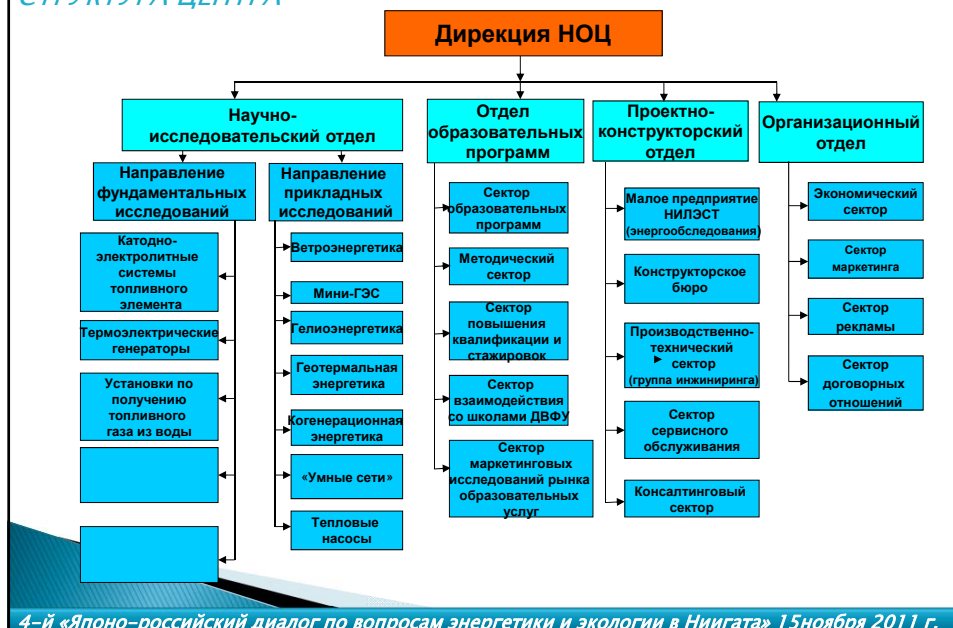 СТРУКТУРА ЦЕНТРА
Дирекция НОЦ
Научно-
исследовательский отдел
Отдел
образовательных
программ
Проектно-
конструкторский
отдел
Организационный
отдел
Направление
фундаментальных
исследований
Направление
прикладных
исследований
Катодно-
электролитные
системы
топливного
элемента
Термоэлектрические
генераторы
Установки по
получению
топливного
газа из воды
Ветроэнергетика
Мини-ГЭС
Гелиоэнергетика
Геотермальная
энергетика
Когенерационная
энергетика
«Умные сети»
Тепловые
насосы
Сектор
образовательных
программ
Методический
сектор
Сектор
повышения
квалификации и
стажировок
Сектор
взаимодействия
со школами ДВФУ
Сектор
маркетинговых
исследований рынка
образовательных
услуг
Малое предприятие
НИЛЭСТ
(энергообследования)
Конструкторское
бюро
Производственно-
технический
сектор
(группа инжиниринга)
Сектор
сервисного
обслуживания
Консалтинговый
сектор
Экономический
сектор
Сектор
маркетинга
Сектор
рекламы
Сектор
договорных
отношений
4-й «Японо-российский диалог по вопросам энергетики и экологии в Ниигата» 15ноября 2011 г.